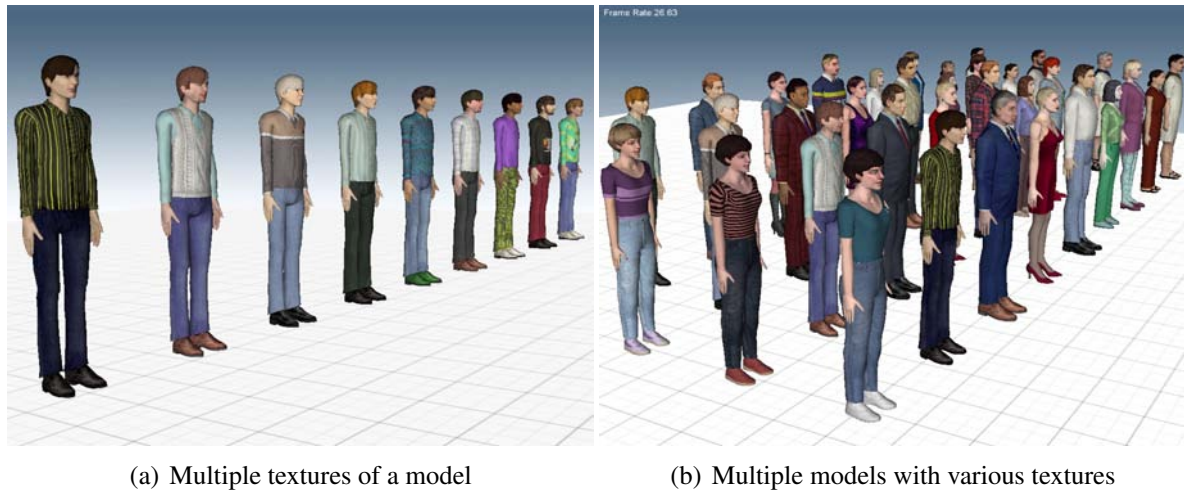 Frame Rate 26.63
(a) Multiple textures of a model
(b) Multiple models with various textures